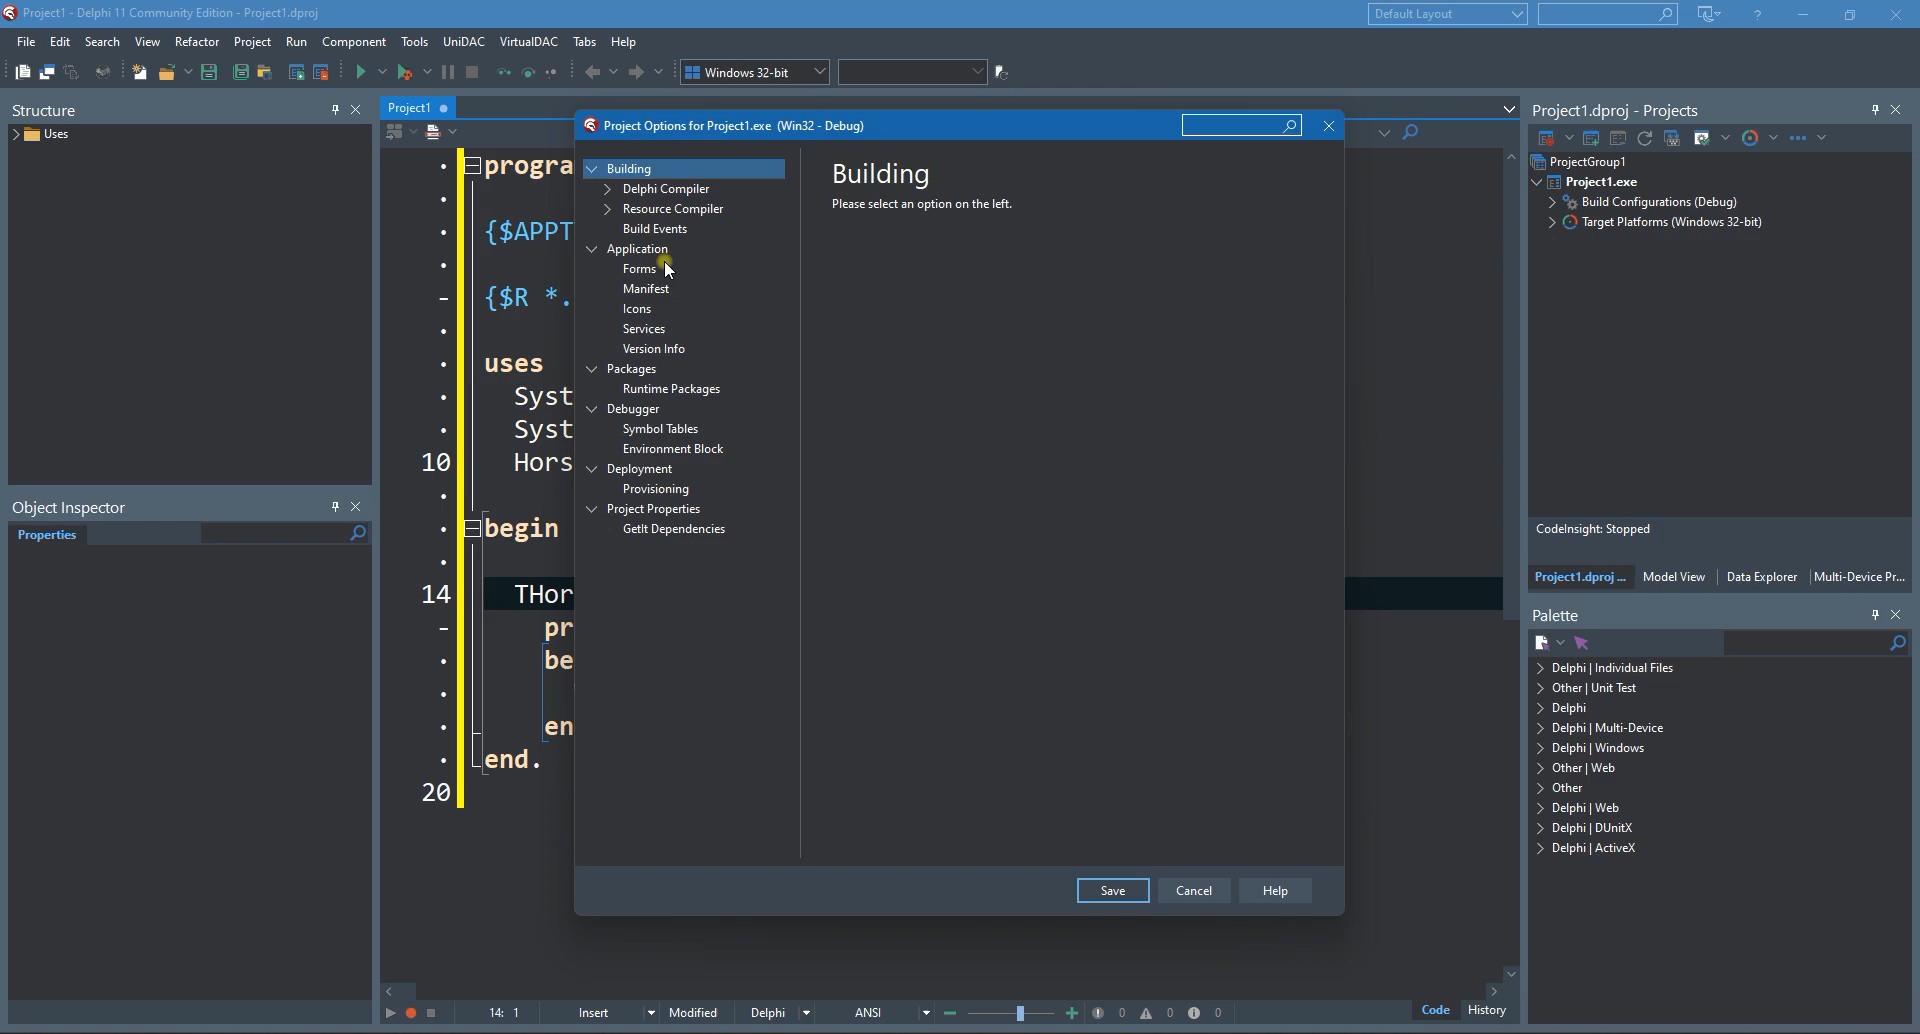 Project1 - Delphi 11 Community Edition - Project1.dproj
Default Layout
?
File Edit Search View Refactor Project Run Component Tools UniDAC VirtualDAC Tabs Help
Windows 32-bit
Structure
Uses
Object Inspector
Properties
Project1
progra
{$APPT
{$R *.
uses
Syst
Syst
10 Hors
begin
14 THor
pr
be
en
end.
20
Project Options for Project1.exe (Win32 - Debug)
Building
Delphi Compiler
Resource Compiler
Build Events
Application
Forms
Manifest
Icons
Services
Version Info
Packages
Runtime Packages
Debugger
Symbol Tables
Environment Block
Deployment
Provisioning
Project Properties
GetIt Dependencies
Building
Please select an option on the left.
Save Cancel Help
14: 1 Insert Modified Delphi ANSI 0 0 0 Code History
Project1.dproj - Projects
ProjectGroup1
Project1.exe
Build Configurations (Debug)
Target Platforms (Windows 32-bit)
CodeInsight: Stopped
Project1.dproj ... Model View Data Explorer Multi-Device Pr...
Palette
Delphi | Individual Files
Other | Unit Test
Delphi
Delphi | Multi-Device
Delphi | Windows
Other | Web
Other
Delphi | Web
Delphi | DUnitX
Delphi | ActiveX